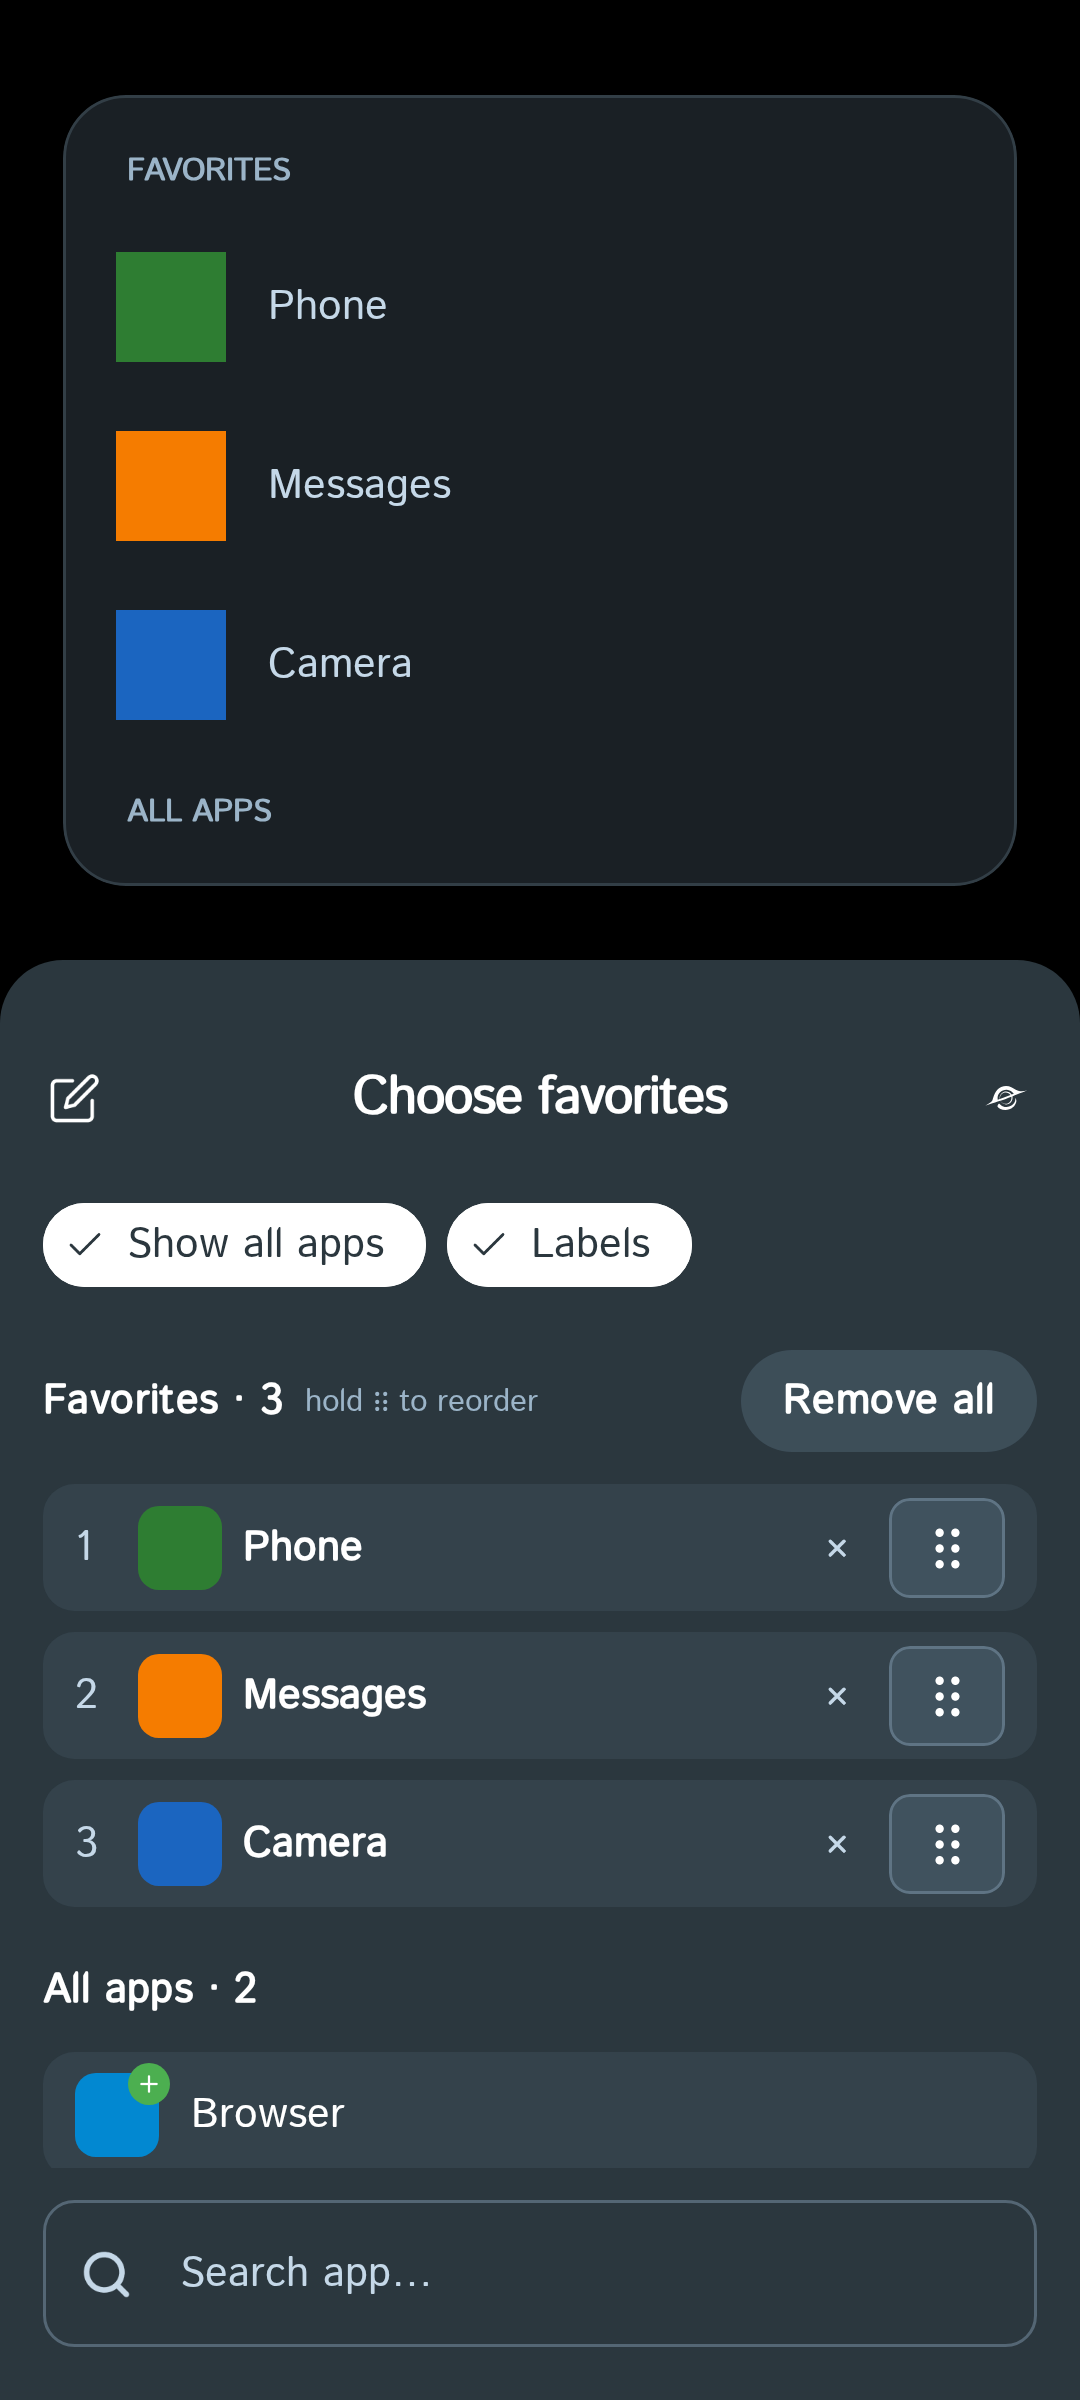 FAVORITES
Phone
Messages
Camera
ALL APPS
Choose favorites
Show all apps
Labels
Favorites · 3 hold ⠿ to reorder
Remove all
1 Phone ×
2 Messages ×
3 Camera ×
All apps · 2
+
Browser
Search app...